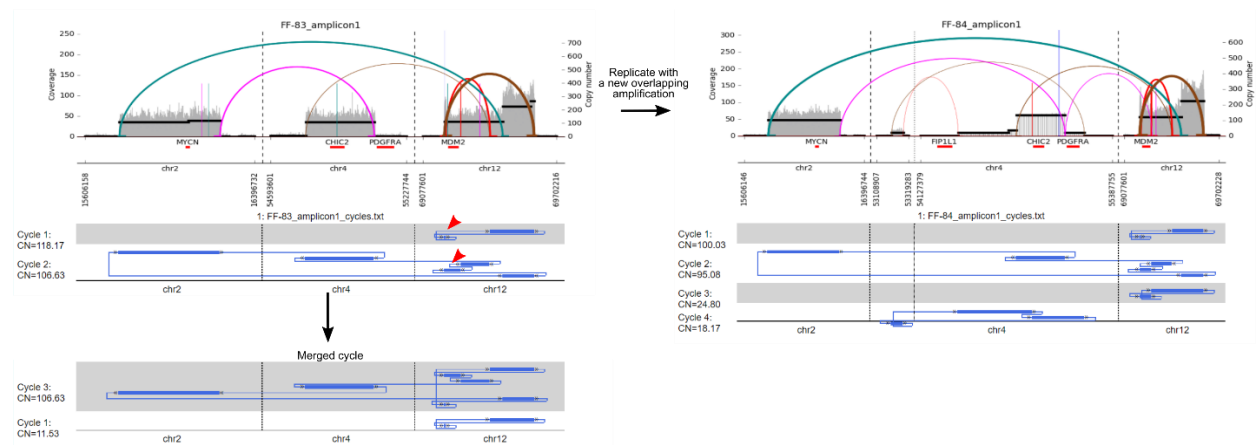 FF-83_amplicon1
250
200
150
100
50
0
Coverage
700
600
500
400
300
200
100
0
Copy number
MYCN
CHIC2
PDGFRA
MDM2
chr2
chr4
chr12
15606158
16396732
54593601
55227744
69077601
69702216
1: FF-83_amplicon1_cycles.txt
Cycle 1:
CN=118.17
Cycle 2:
CN=106.63
chr2
chr4
chr12
Merged cycle
Cycle 3:
CN=106.63
Cycle 1:
CN=11.53
chr2
chr4
chr12
Replicate with
a new overlapping
amplification
FF-84_amplicon1
300
250
200
150
100
50
0
Coverage
600
500
400
300
200
100
0
Copy number
MYCN
FIP1L1
CHIC2
PDGFRA
MDM2
chr2
chr4
chr12
15606146
16396744
53108907
53319283
54127379
55387755
69077601
69702228
1: FF-84_amplicon1_cycles.txt
Cycle 1:
CN=100.03
Cycle 2:
CN=95.08
Cycle 3:
CN=24.80
Cycle 4:
CN=18.17
chr2
chr4
chr12